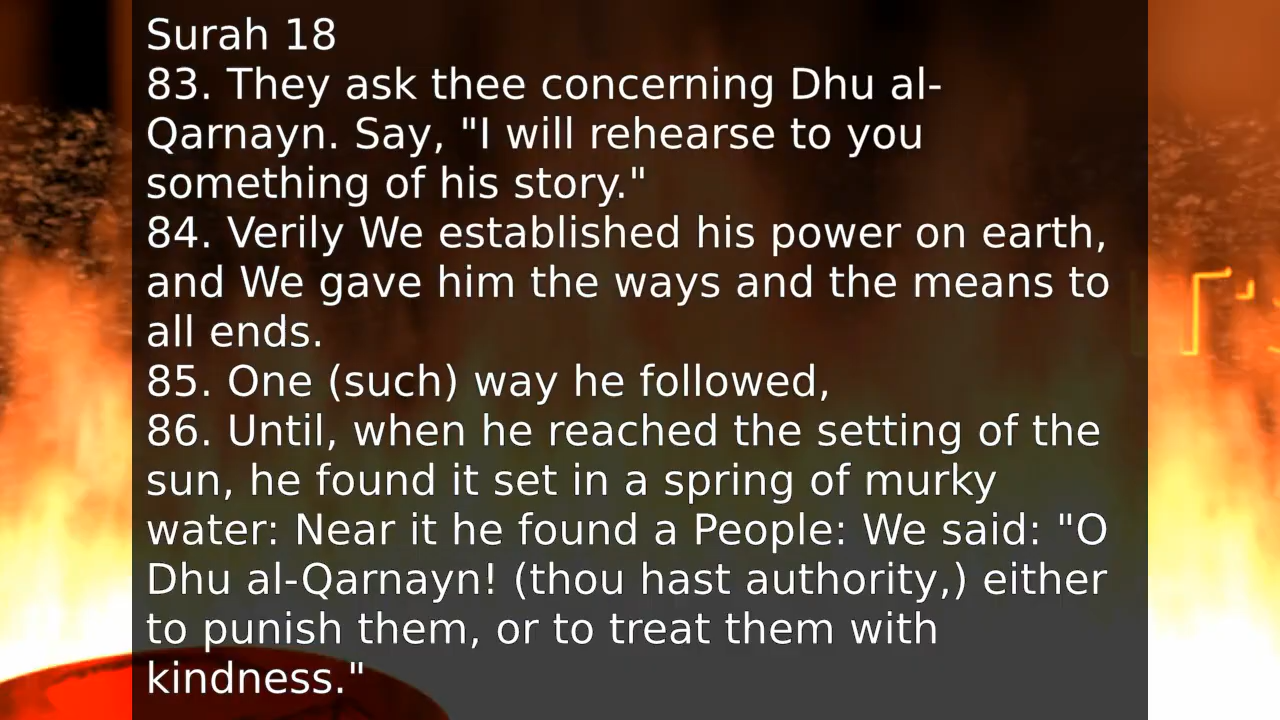 Surah 18
83. They ask thee concerning Dhu al-
Qarnayn. Say, "I will rehearse to you
something of his story."
84. Verily We established his power on earth,
and We gave him the ways and the means to
all ends.
85. One (such) way he followed,
86. Until, when he reached the setting of the
sun, he found it set in a spring of murky
water: Near it he found a People: We said: "O
Dhu al-Qarnayn! (thou hast authority,) either
to punish them, or to treat them with
kindness."